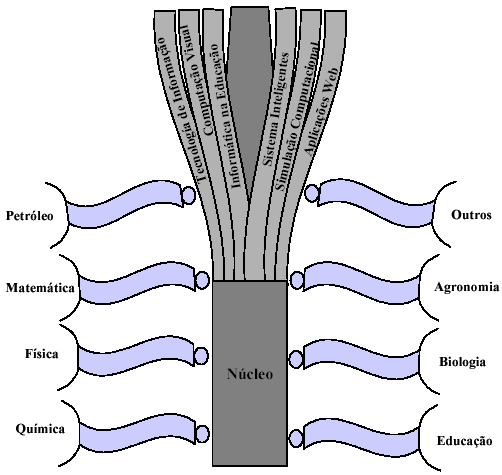 Tecnologia de Informação
Computação Visual
Informática na Educação
Sistema Inteligentes
Simulação Computacional
Aplicações Web
Petróleo
Outros
Matemática
Agronomia
Física
Biologia
Núcleo
Química
Educação